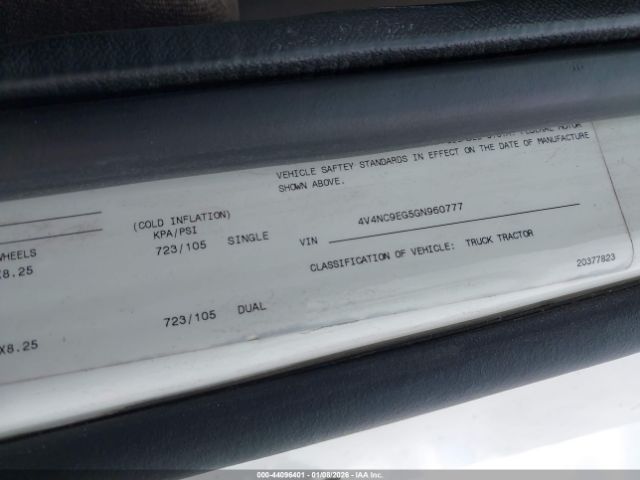 FEDERAL MOTOR
VEHICLE SAFTEY STANDARDS IN EFFECT ON THE DATE OF MANUFACTURE
SHOWN ABOVE.
(COLD INFLATION)
KPA/PSI
WHEELS
X8.25
723/105 SINGLE
VIN 4V4NC9EG5GN960777
CLASSIFICATION OF VEHICLE: TRUCK TRACTOR
20377823
X8.25
723/105 DUAL
000-44096401 - 01/08/2026 - IAA Inc.